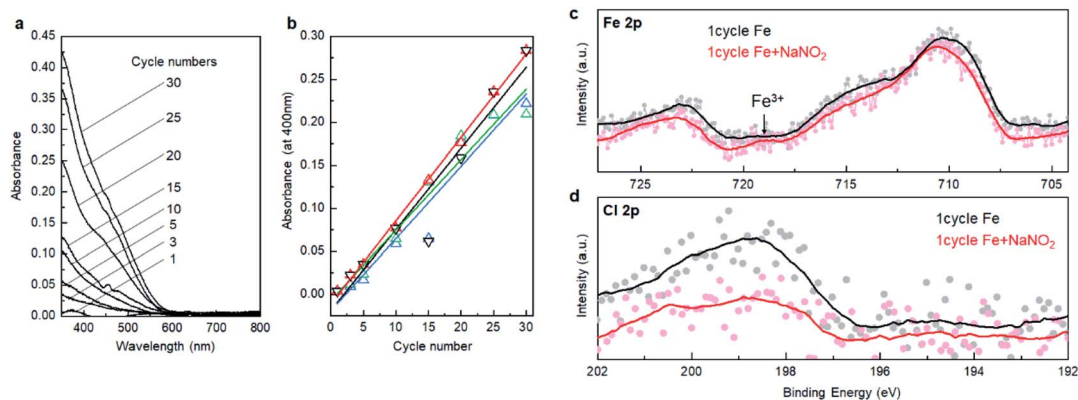 a
0.45
0.40
0.35
0.30
0.25
0.20
0.15
0.10
0.05
0.00
Absorbance
Cycle numbers
30
25
20
15
10
5
3
1
400
500
600
700
800
Wavelength (nm)
b
0.30
0.25
0.20
0.15
0.10
0.05
0.00
Absorbance (at 400nm)
0
5
10
15
20
25
30
Cycle number
c
Fe 2p
1cycle Fe
1cycle Fe+NaNO₂
Fe³⁺
Intensity (a.u.)
725
720
715
710
705
d
Cl 2p
1cycle Fe
1cycle Fe+NaNO₂
Intensity (a.u.)
202
200
198
196
194
192
Binding Energy (eV)